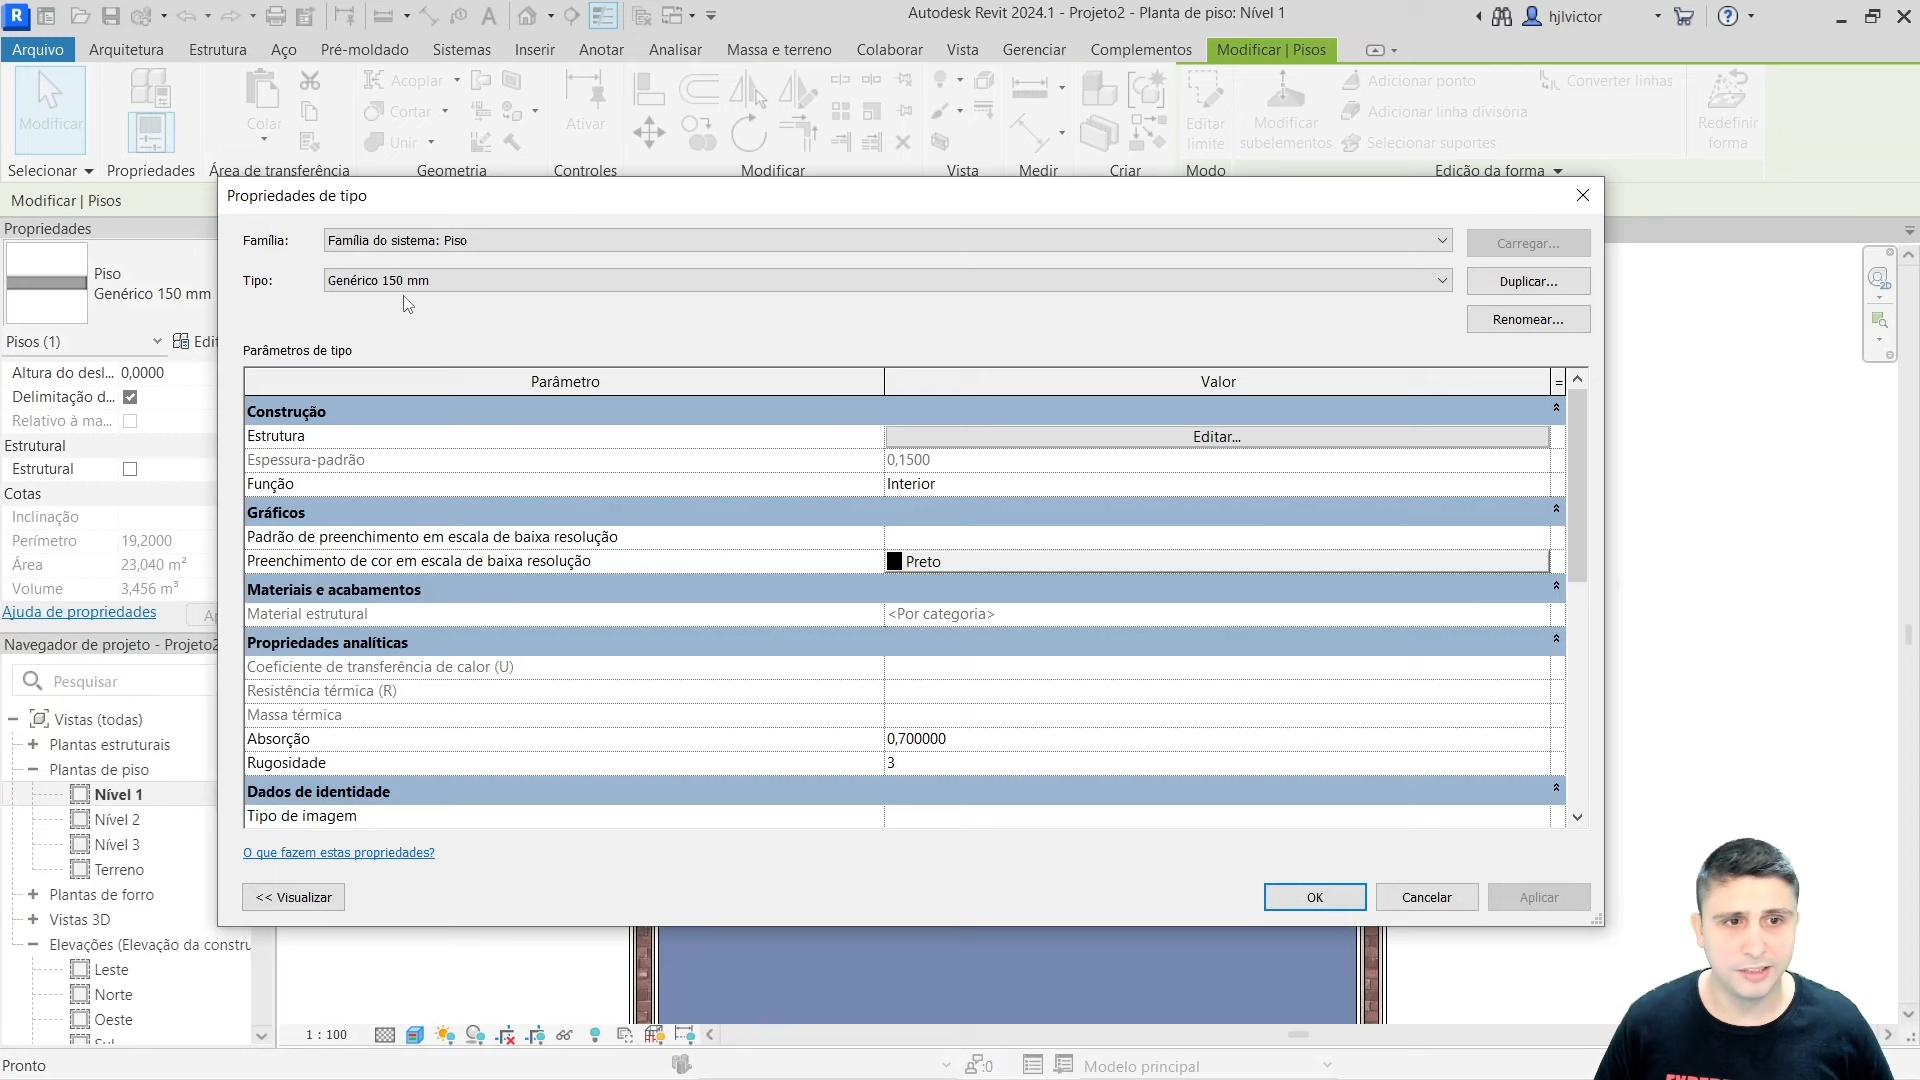 Autodesk Revit 2024.1 - Projeto2 - Planta de piso: Nível 1
hjlvictor
Arquivo Arquitetura Estrutura Aço Pré-moldado Sistemas Inserir Anotar Analisar Massa e terreno Colaborar Vista Gerenciar Complementos Modificar | Pisos
Modificar
Colar
Acoplar
Cortar
Unir
Ativar
Editar limite
Modificar subelementos
Adicionar ponto
Adicionar linha divisória
Selecionar suportes
Converter linhas
Redefinir forma
Selecionar Propriedades Área de transferência Geometria Controles Modificar Vista Medir Criar Modo Edição da forma
Modificar | Pisos
Propriedades
Piso
Genérico 150 mm
Pisos (1) Edit
Altura do desl... 0,0000
Delimitação d...
Relativo à ma...
Estrutural
Estrutural
Cotas
Inclinação
Perímetro 19,2000
Área 23,040 m²
Volume 3,456 m³
Ajuda de propriedades Ap
Navegador de projeto - Projeto2
Pesquisar
Vistas (todas)
Plantas estruturais
Plantas de piso
Nível 1
Nível 2
Nível 3
Terreno
Plantas de forro
Vistas 3D
Elevações (Elevação da constru
Leste
Norte
Oeste
Sul
Propriedades de tipo
Família: Família do sistema: Piso Carregar...
Tipo: Genérico 150 mm Duplicar...
Renomear...
Parâmetros de tipo
Parâmetro Valor =
Construção
Estrutura Editar...
Espessura-padrão 0,1500
Função Interior
Gráficos
Padrão de preenchimento em escala de baixa resolução
Preenchimento de cor em escala de baixa resolução Preto
Materiais e acabamentos
Material estrutural <Por categoria>
Propriedades analíticas
Coeficiente de transferência de calor (U)
Resistência térmica (R)
Massa térmica
Absorção 0,700000
Rugosidade 3
Dados de identidade
Tipo de imagem
O que fazem estas propriedades?
<< Visualizar OK Cancelar Aplicar
1 : 100
Pronto :0 Modelo principal